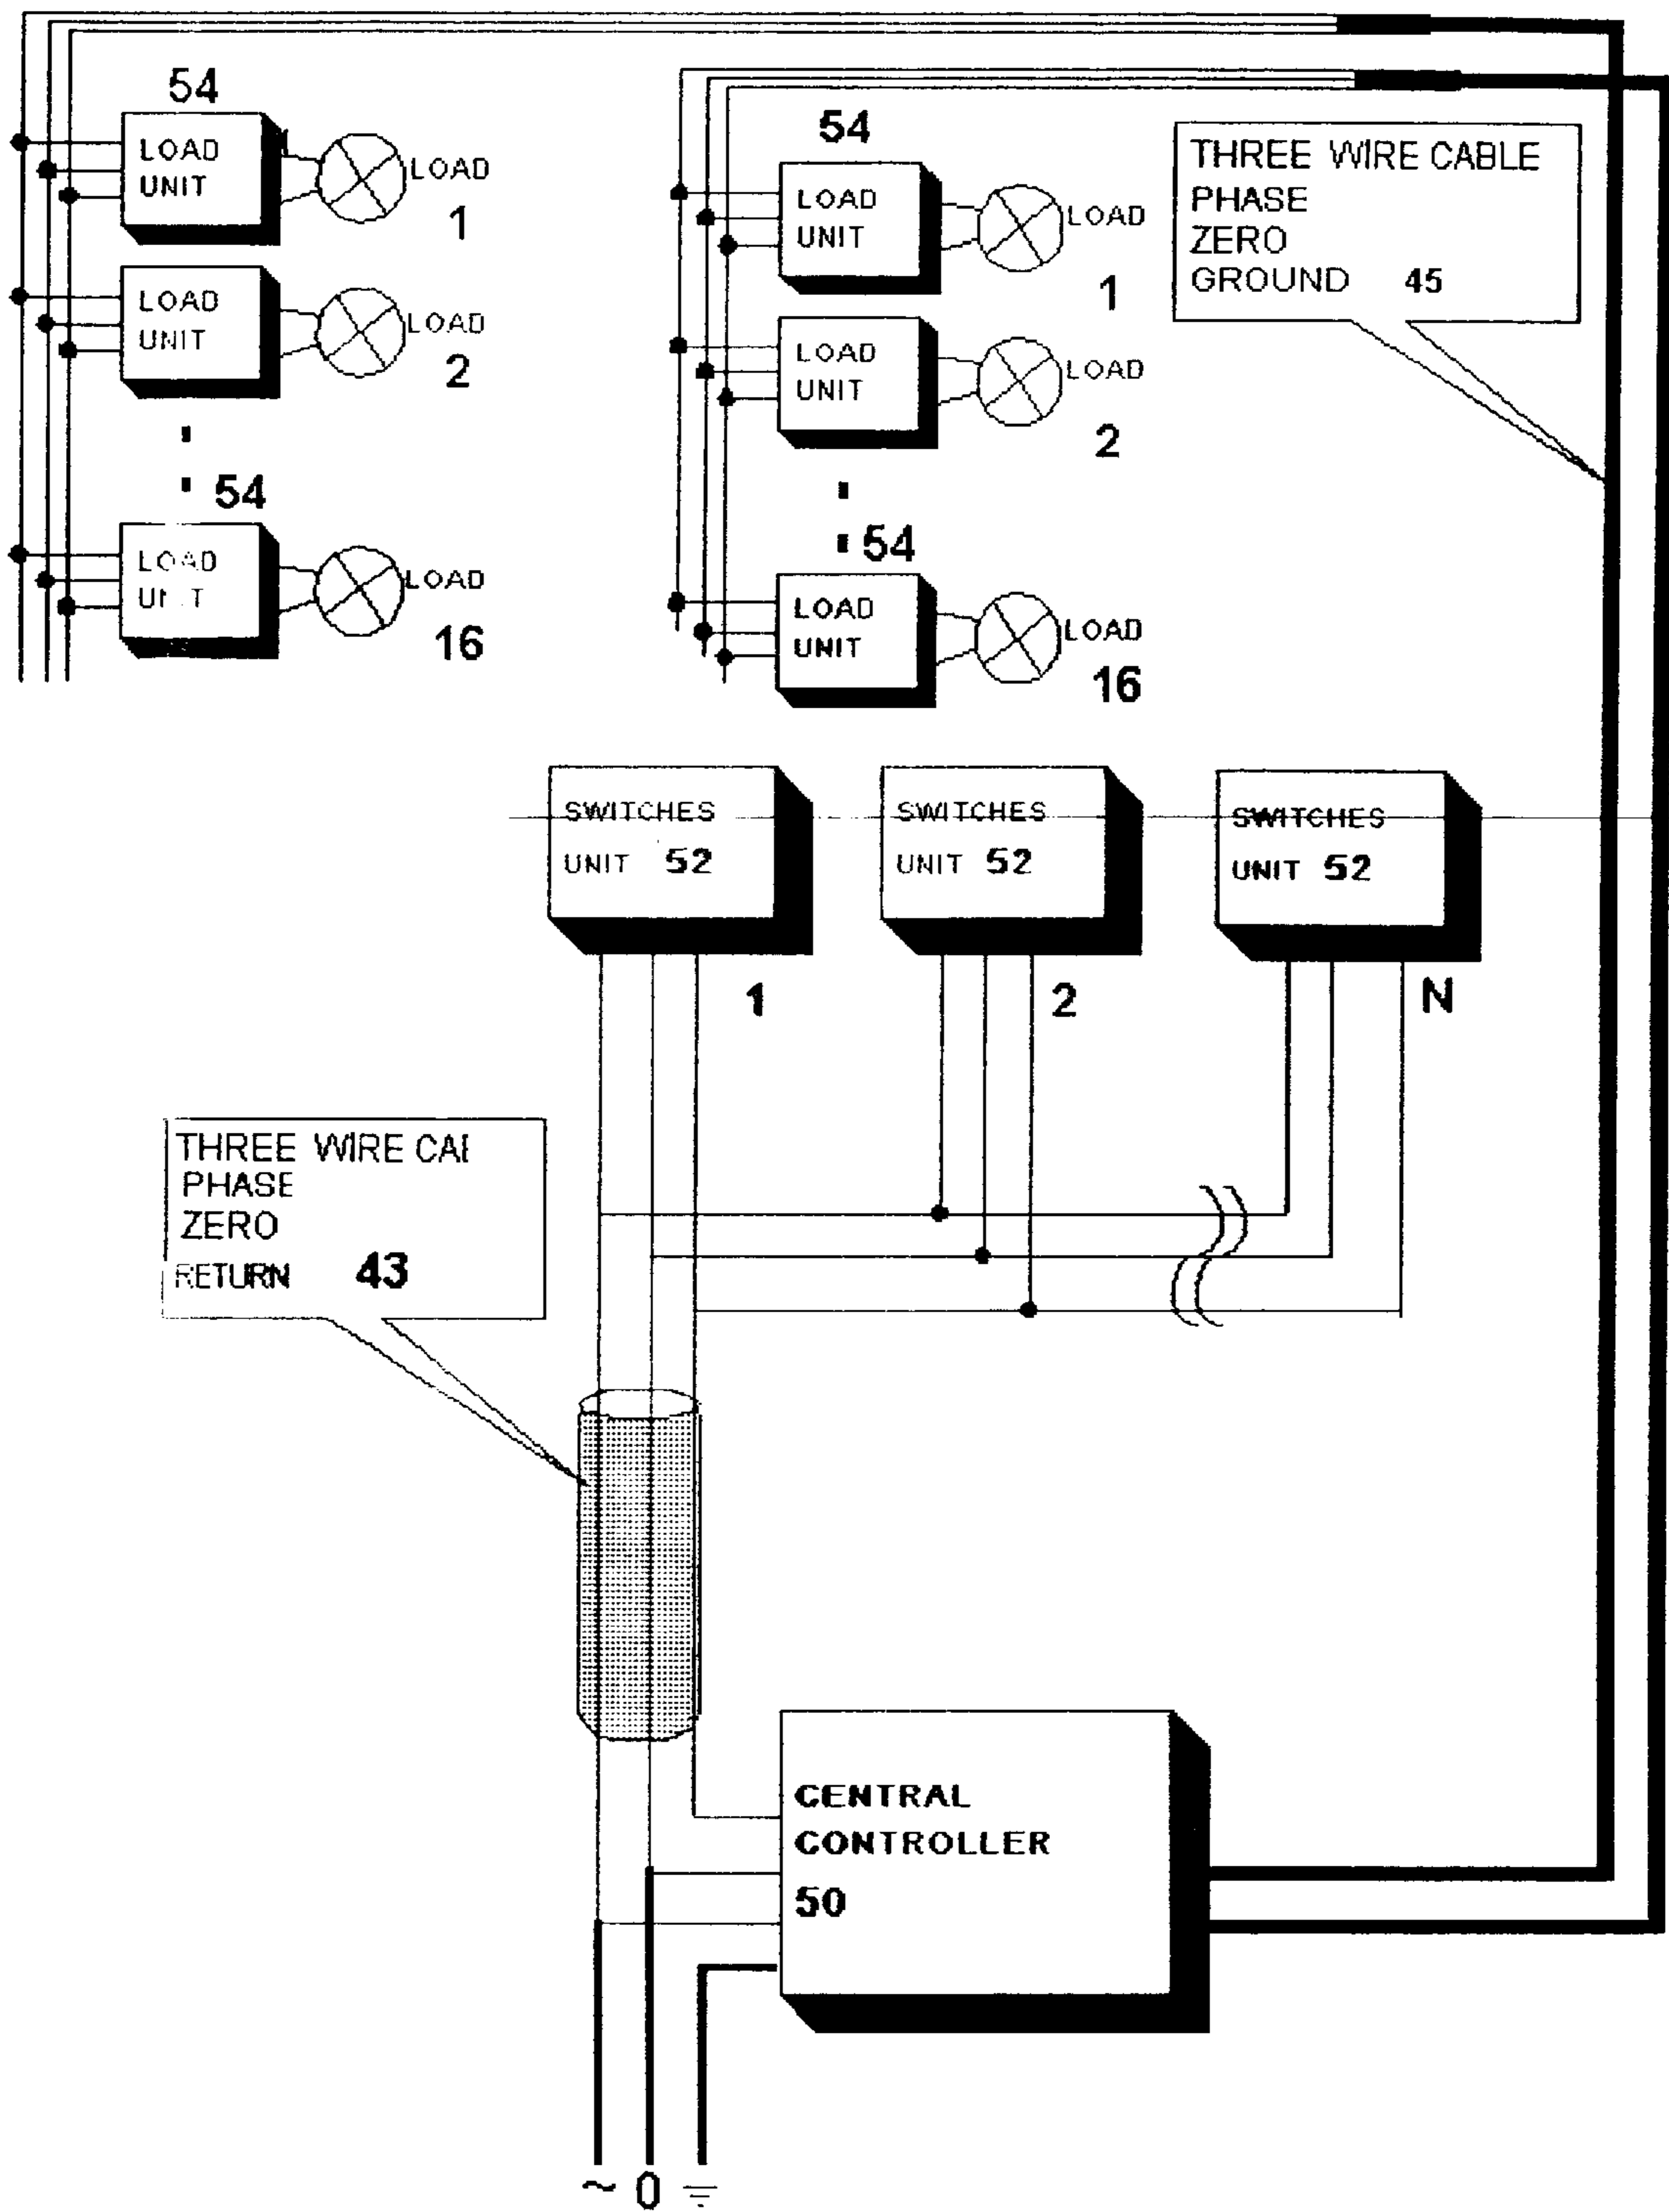 54
LOAD
UNIT
LOAD
1
LOAD
UNIT
LOAD
2
54
LOAD
LOAD
16
54
LOAD
UNIT
LOAD
1
LOAD
UNIT
LOAD
2
54
LOAD
UNIT
LOAD
16
THREE WIRE CABLE
PHASE
ZERO
GROUND 45
SWITCHES
UNIT 52
1
SWITCHES
UNIT 52
2
SWITCHES
UNIT 52
N
THREE WIRE CA
PHASE
ZERO
RETURN 43
CENTRAL
CONTROLLER
50
~ 0